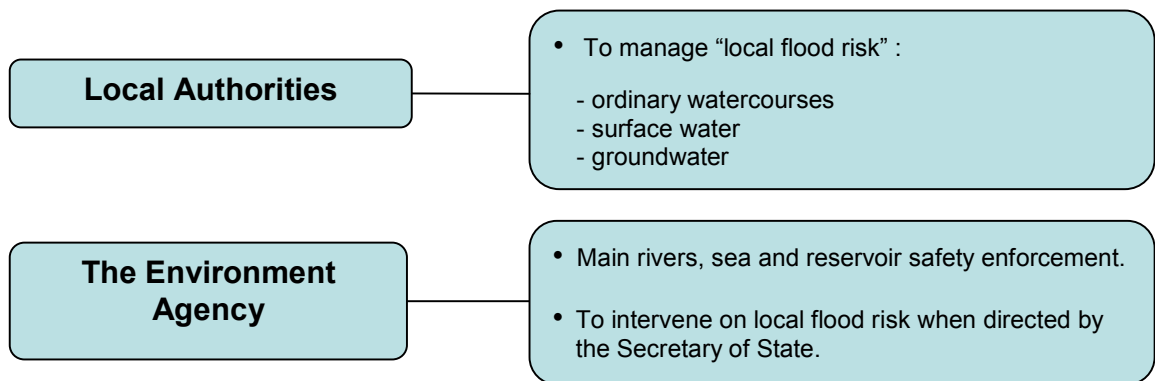 Local Authorities
• To manage “local flood risk” :
- ordinary watercourses
- surface water
- groundwater
The Environment
Agency
• Main rivers, sea and reservoir safety enforcement.
• To intervene on local flood risk when directed by
the Secretary of State.